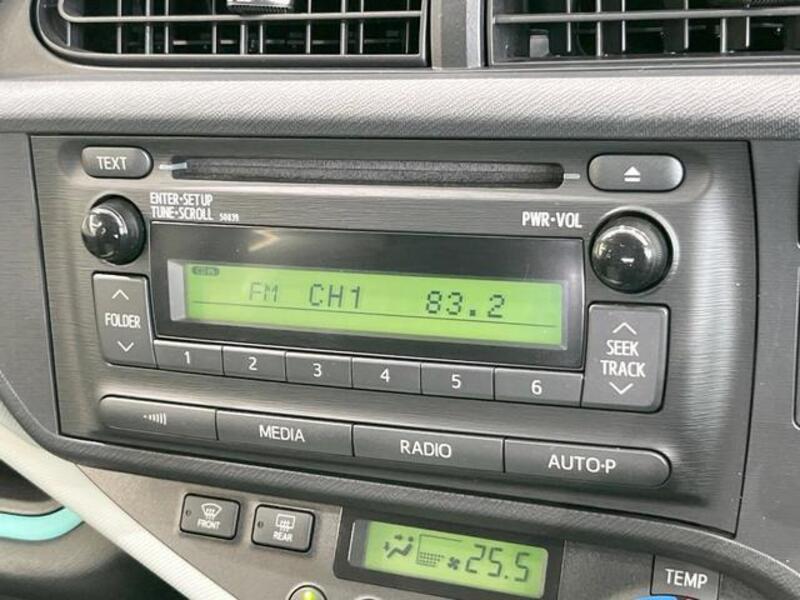 TEXT
ENTER•SETUP
TUNE•SCROLL 50839
PWR•VOL
FM CH1 83.2
FOLDER
SEEK
TRACK
1 2 3 4 5 6
MEDIA RADIO AUTO•P
FRONT
REAR
25.5
TEMP